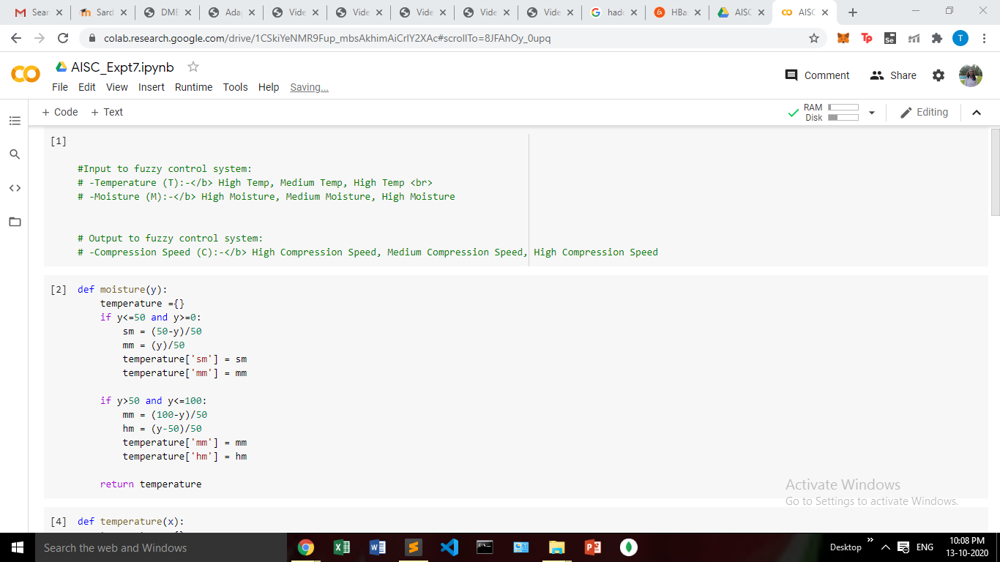 Sear
Sard
DME
Ada
Vide
Vide
Vide
Vide
Vide
hado
HBa
AISC
AISC
colab.research.google.com/drive/1CSkiYeNMR9Fup_mbsAkhimAiCrlY2XAc#scrollTo=8JFAhOy_0upq
Tp
Se
T
AISC_Expt7.ipynb
File Edit View Insert Runtime Tools Help Saving...
Comment Share
+ Code + Text
RAM
Disk
Editing
[1]
#Input to fuzzy control system:
# -Temperature (T):-</b> High Temp, Medium Temp, High Temp <br>
# -Moisture (M):-</b> High Moisture, Medium Moisture, High Moisture
# Output to fuzzy control system:
# -Compression Speed (C):-</b> High Compression Speed, Medium Compression Speed, High Compression Speed
[2] def moisture(y):
temperature ={}
if y<=50 and y>=0:
sm = (50-y)/50
mm = (y)/50
temperature['sm'] = sm
temperature['mm'] = mm
if y>50 and y<=100:
mm = (100-y)/50
hm = (y-50)/50
temperature['mm'] = mm
temperature['hm'] = hm
return temperature
Activate Windows
Go to Settings to activate Windows.
[4] def temperature(x):
Search the web and Windows
Desktop
ENG
10:08 PM
13-10-2020